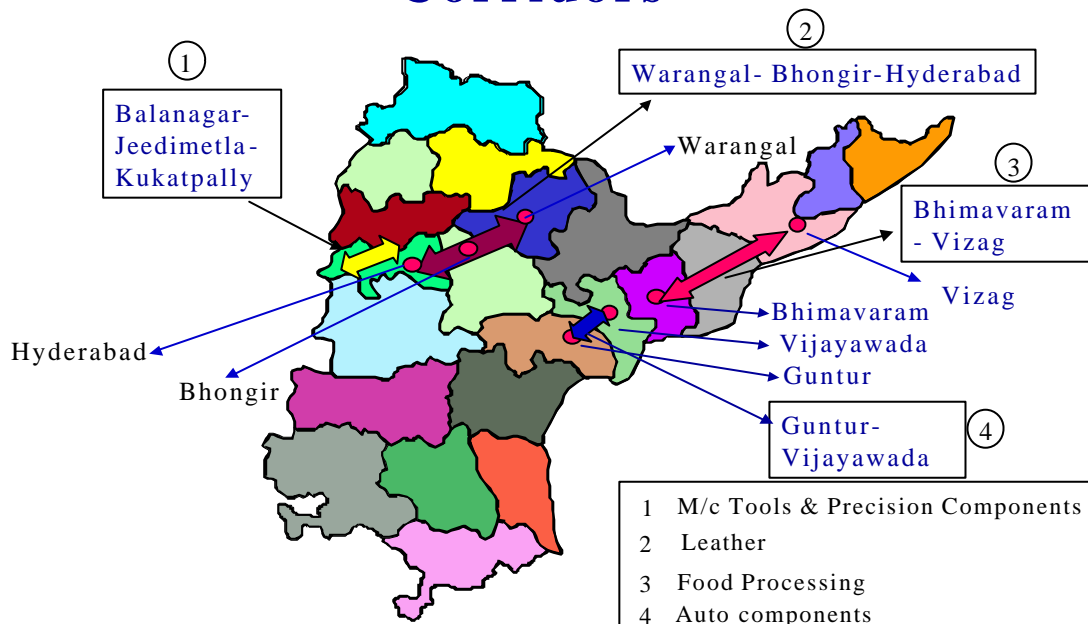 Corridors
1
2
Warangal- Bhongir-Hyderabad
Balanagar-
Jeedimetla-
Kukatpally
Warangal
3
Bhimavaram
- Vizag
Vizag
Bhimavaram
Hyderabad
Vijayawada
Bhongir
Guntur
Guntur-
Vijayawada
4
1 M/c Tools & Precision Components
2 Leather
3 Food Processing
4 Auto components